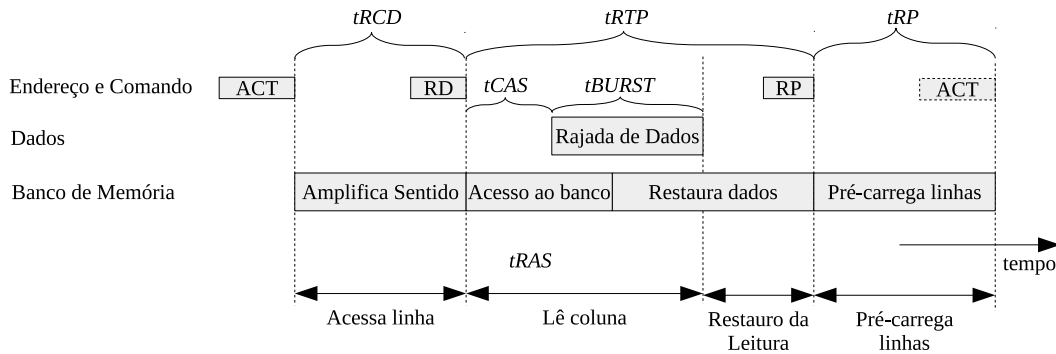 tRCD tRTP tRP
Endereço e Comando ACT RD tCAS tBURST RP ACT
Dados Rajada de Dados
Banco de Memória Amplifica Sentido Acesso ao banco Restaura dados Pré-carrega linhas
tRAS tempo
Acessa linha Lê coluna Restauro da Pré-carrega
Leitura linhas